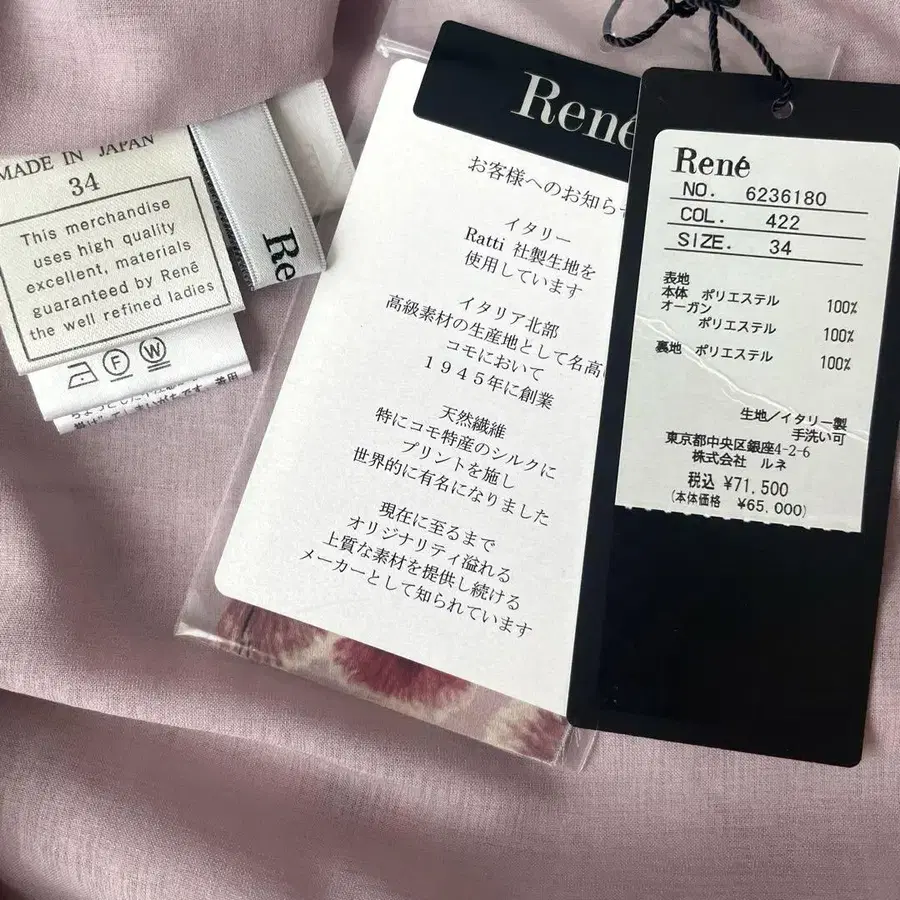 MADE IN JAPAN
34
This merchandise
uses high quality
excellent, materials
guaranteed by René
the well refined ladies
Re
René
お客様へのお知らせ
イタリー
Ratti 社製生地を
使用しています
イタリア北部
高級素材の生産地として名高い
コモにおいて
1945年に創業
天然繊維
特にコモ特産のシルクに
プリントを施し
世界的に有名になりました
現在に至るまで
オリジナリティ溢れる
上質な素材を提供し続ける
メーカーとして知られています
René
NO. 6236180
COL. 422
SIZE. 34
表地
本体 ポリエステル 100%
オーガン
ポリエステル 100%
裏地 ポリエステル 100%
生地/イタリー製
手洗い可
東京都中央区銀座4-2-6
株式会社 ルネ
税込 ¥71,500
(本体価格 ¥65,000)
F W